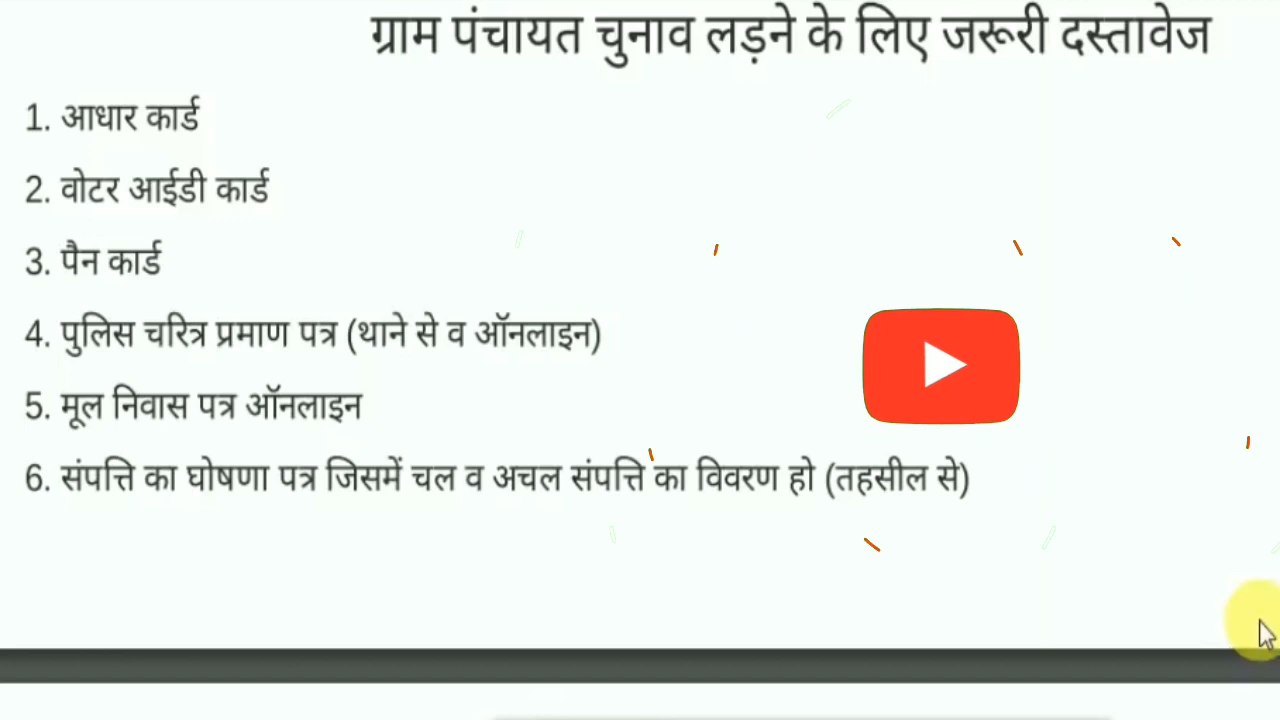 ग्राम पंचायत चुनाव लड़ने के लिए जरूरी दस्तावेज
1. आधार कार्ड
2. वोटर आईडी कार्ड
3. पैन कार्ड
4. पुलिस चरित्र प्रमाण पत्र (थाने से व ऑनलाइन)
5. मूल निवास पत्र ऑनलाइन
6. संपत्ति का घोषणा पत्र जिसमें चल व अचल संपत्ति का विवरण हो (तहसील से)